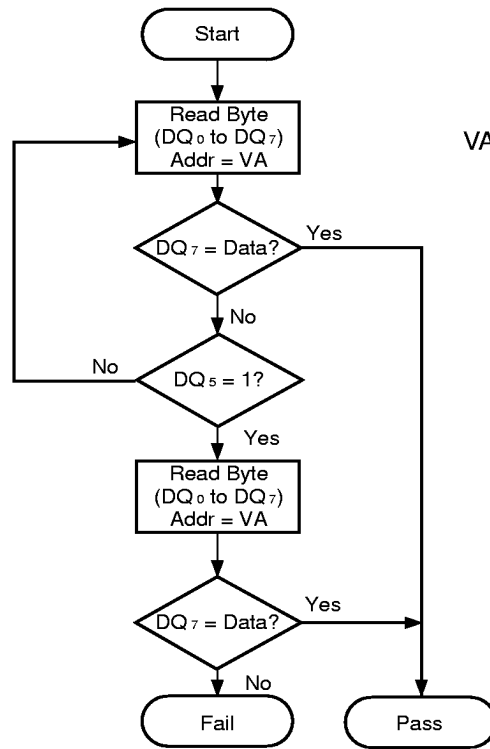 Start
Read Byte
(DQ0 to DQ7)
Addr = VA
VA
DQ7 = Data?
Yes
No
No
DQ5 = 1?
Yes
Read Byte
(DQ0 to DQ7)
Addr = VA
DQ7 = Data?
Yes
No
Fail
Pass